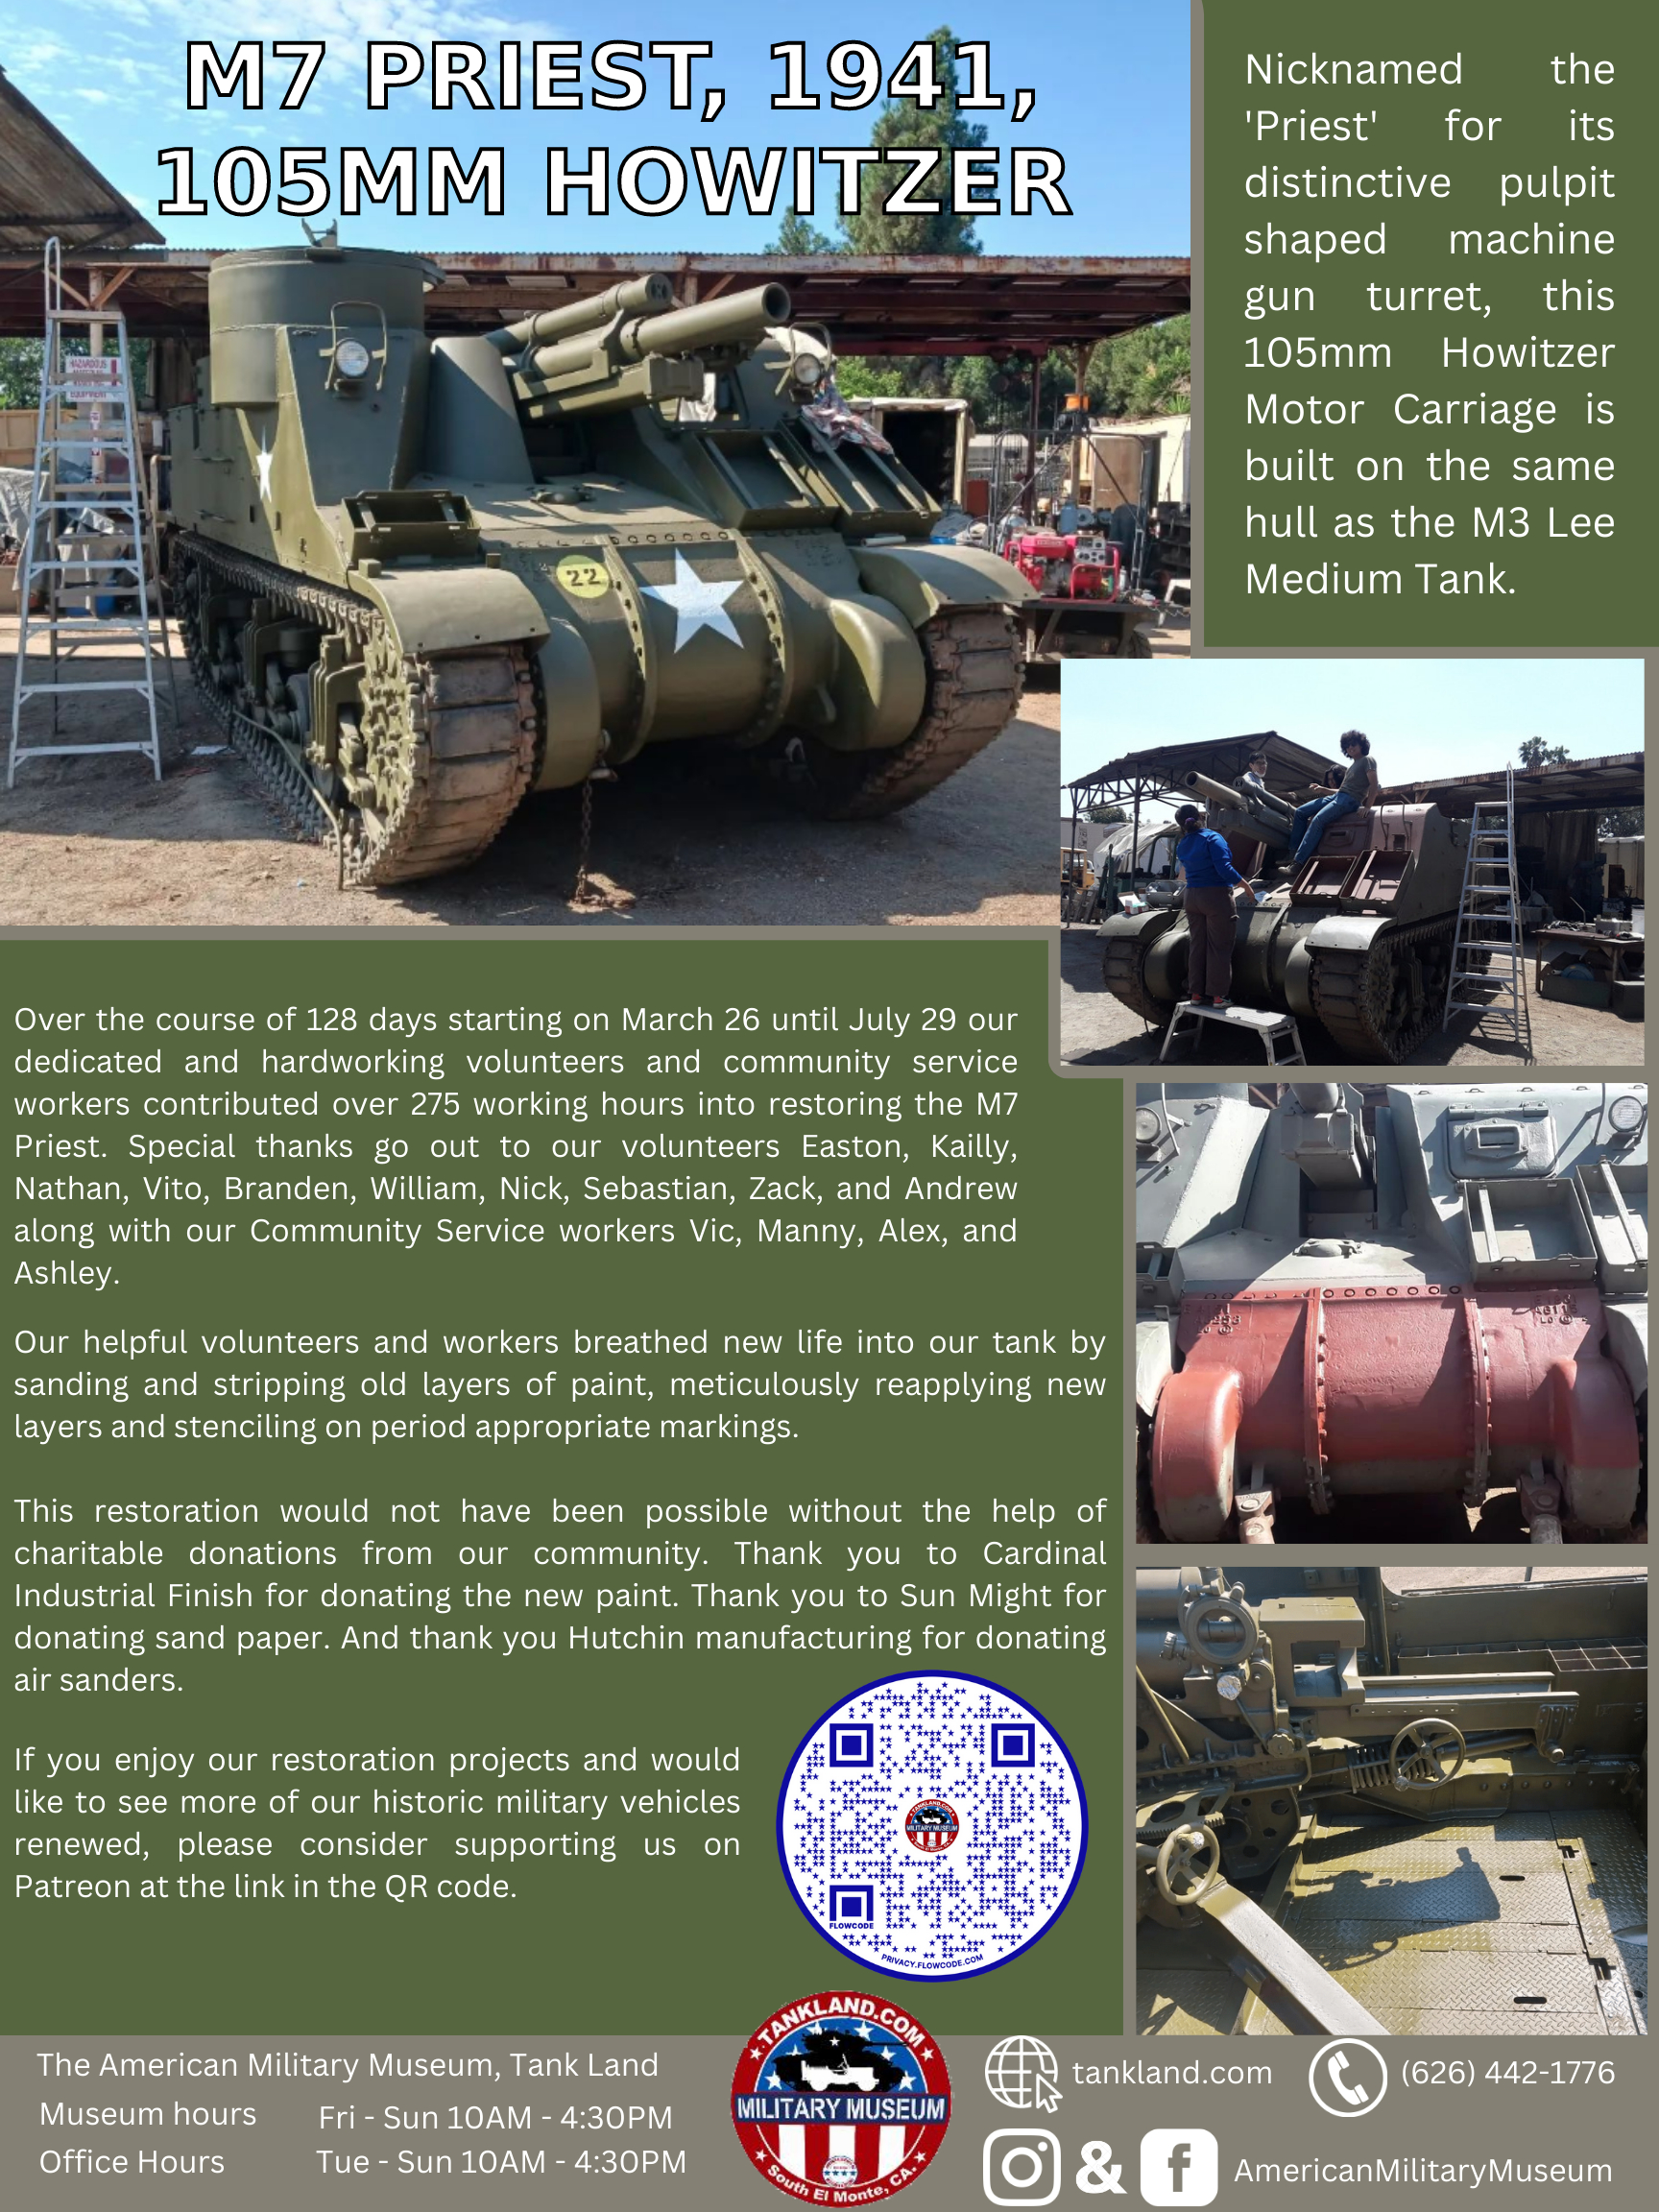 M7 PRIEST, 1941,
105MM HOWITZER
Nicknamed the
'Priest' for its
distinctive pulpit
shaped machine
gun turret, this
105mm Howitzer
Motor Carriage is
built on the same
hull as the M3 Lee
Medium Tank.
HAZARDOUS
EQUIPMENT
22
Over the course of 128 days starting on March 26 until July 29 our
dedicated and hardworking volunteers and community service
workers contributed over 275 working hours into restoring the M7
Priest. Special thanks go out to our volunteers Easton, Kailly,
Nathan, Vito, Branden, William, Nick, Sebastian, Zack, and Andrew
along with our Community Service workers Vic, Manny, Alex, and
Ashley.
Our helpful volunteers and workers breathed new life into our tank by
sanding and stripping old layers of paint, meticulously reapplying new
layers and stenciling on period appropriate markings.
This restoration would not have been possible without the help of
charitable donations from our community. Thank you to Cardinal
Industrial Finish for donating the new paint. Thank you to Sun Might for
donating sand paper. And thank you Hutchin manufacturing for donating
air sanders.
If you enjoy our restoration projects and would
like to see more of our historic military vehicles
renewed, please consider supporting us on
Patreon at the link in the QR code.
TANKLAND.COM
MILITARY MUSEUM
FLOWCODE
PRIVACY.FLOWCODE.COM
The American Military Museum, Tank Land
Museum hours Fri - Sun 10AM - 4:30PM
Office Hours Tue - Sun 10AM - 4:30PM
TANKLAND.COM
MILITARY MUSEUM
South El Monte, CA.
tankland.com
(626) 442-1776
&
AmericanMilitaryMuseum